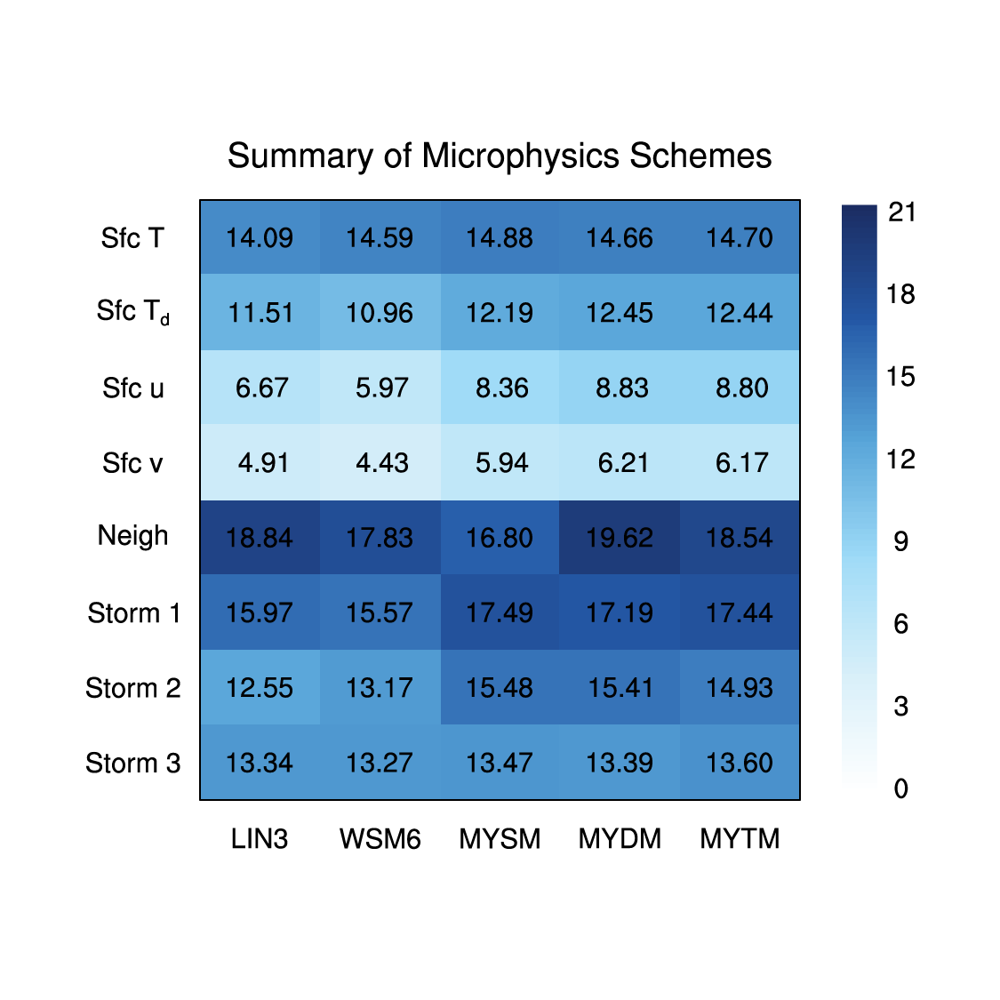 Summary of Microphysics Schemes
Sfc T 14.09 14.59 14.88 14.66 14.70
Sfc Td 11.51 10.96 12.19 12.45 12.44
Sfc u 6.67 5.97 8.36 8.83 8.80
Sfc v 4.91 4.43 5.94 6.21 6.17
Neigh 18.84 17.83 16.80 19.62 18.54
Storm 1 15.97 15.57 17.49 17.19 17.44
Storm 2 12.55 13.17 15.48 15.41 14.93
Storm 3 13.34 13.27 13.47 13.39 13.60
LIN3 WSM6 MYSM MYDM MYTM
21
18
15
12
9
6
3
0